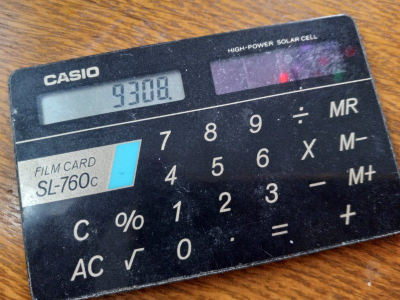 HIGH-POWER SOLAR CELL
CASIO
9308.
FILM CARD
SL-760C
7 8 9 ÷ MR
4 5 6 X M−
1 2 3 − M+
C % 0 . = +
AC √